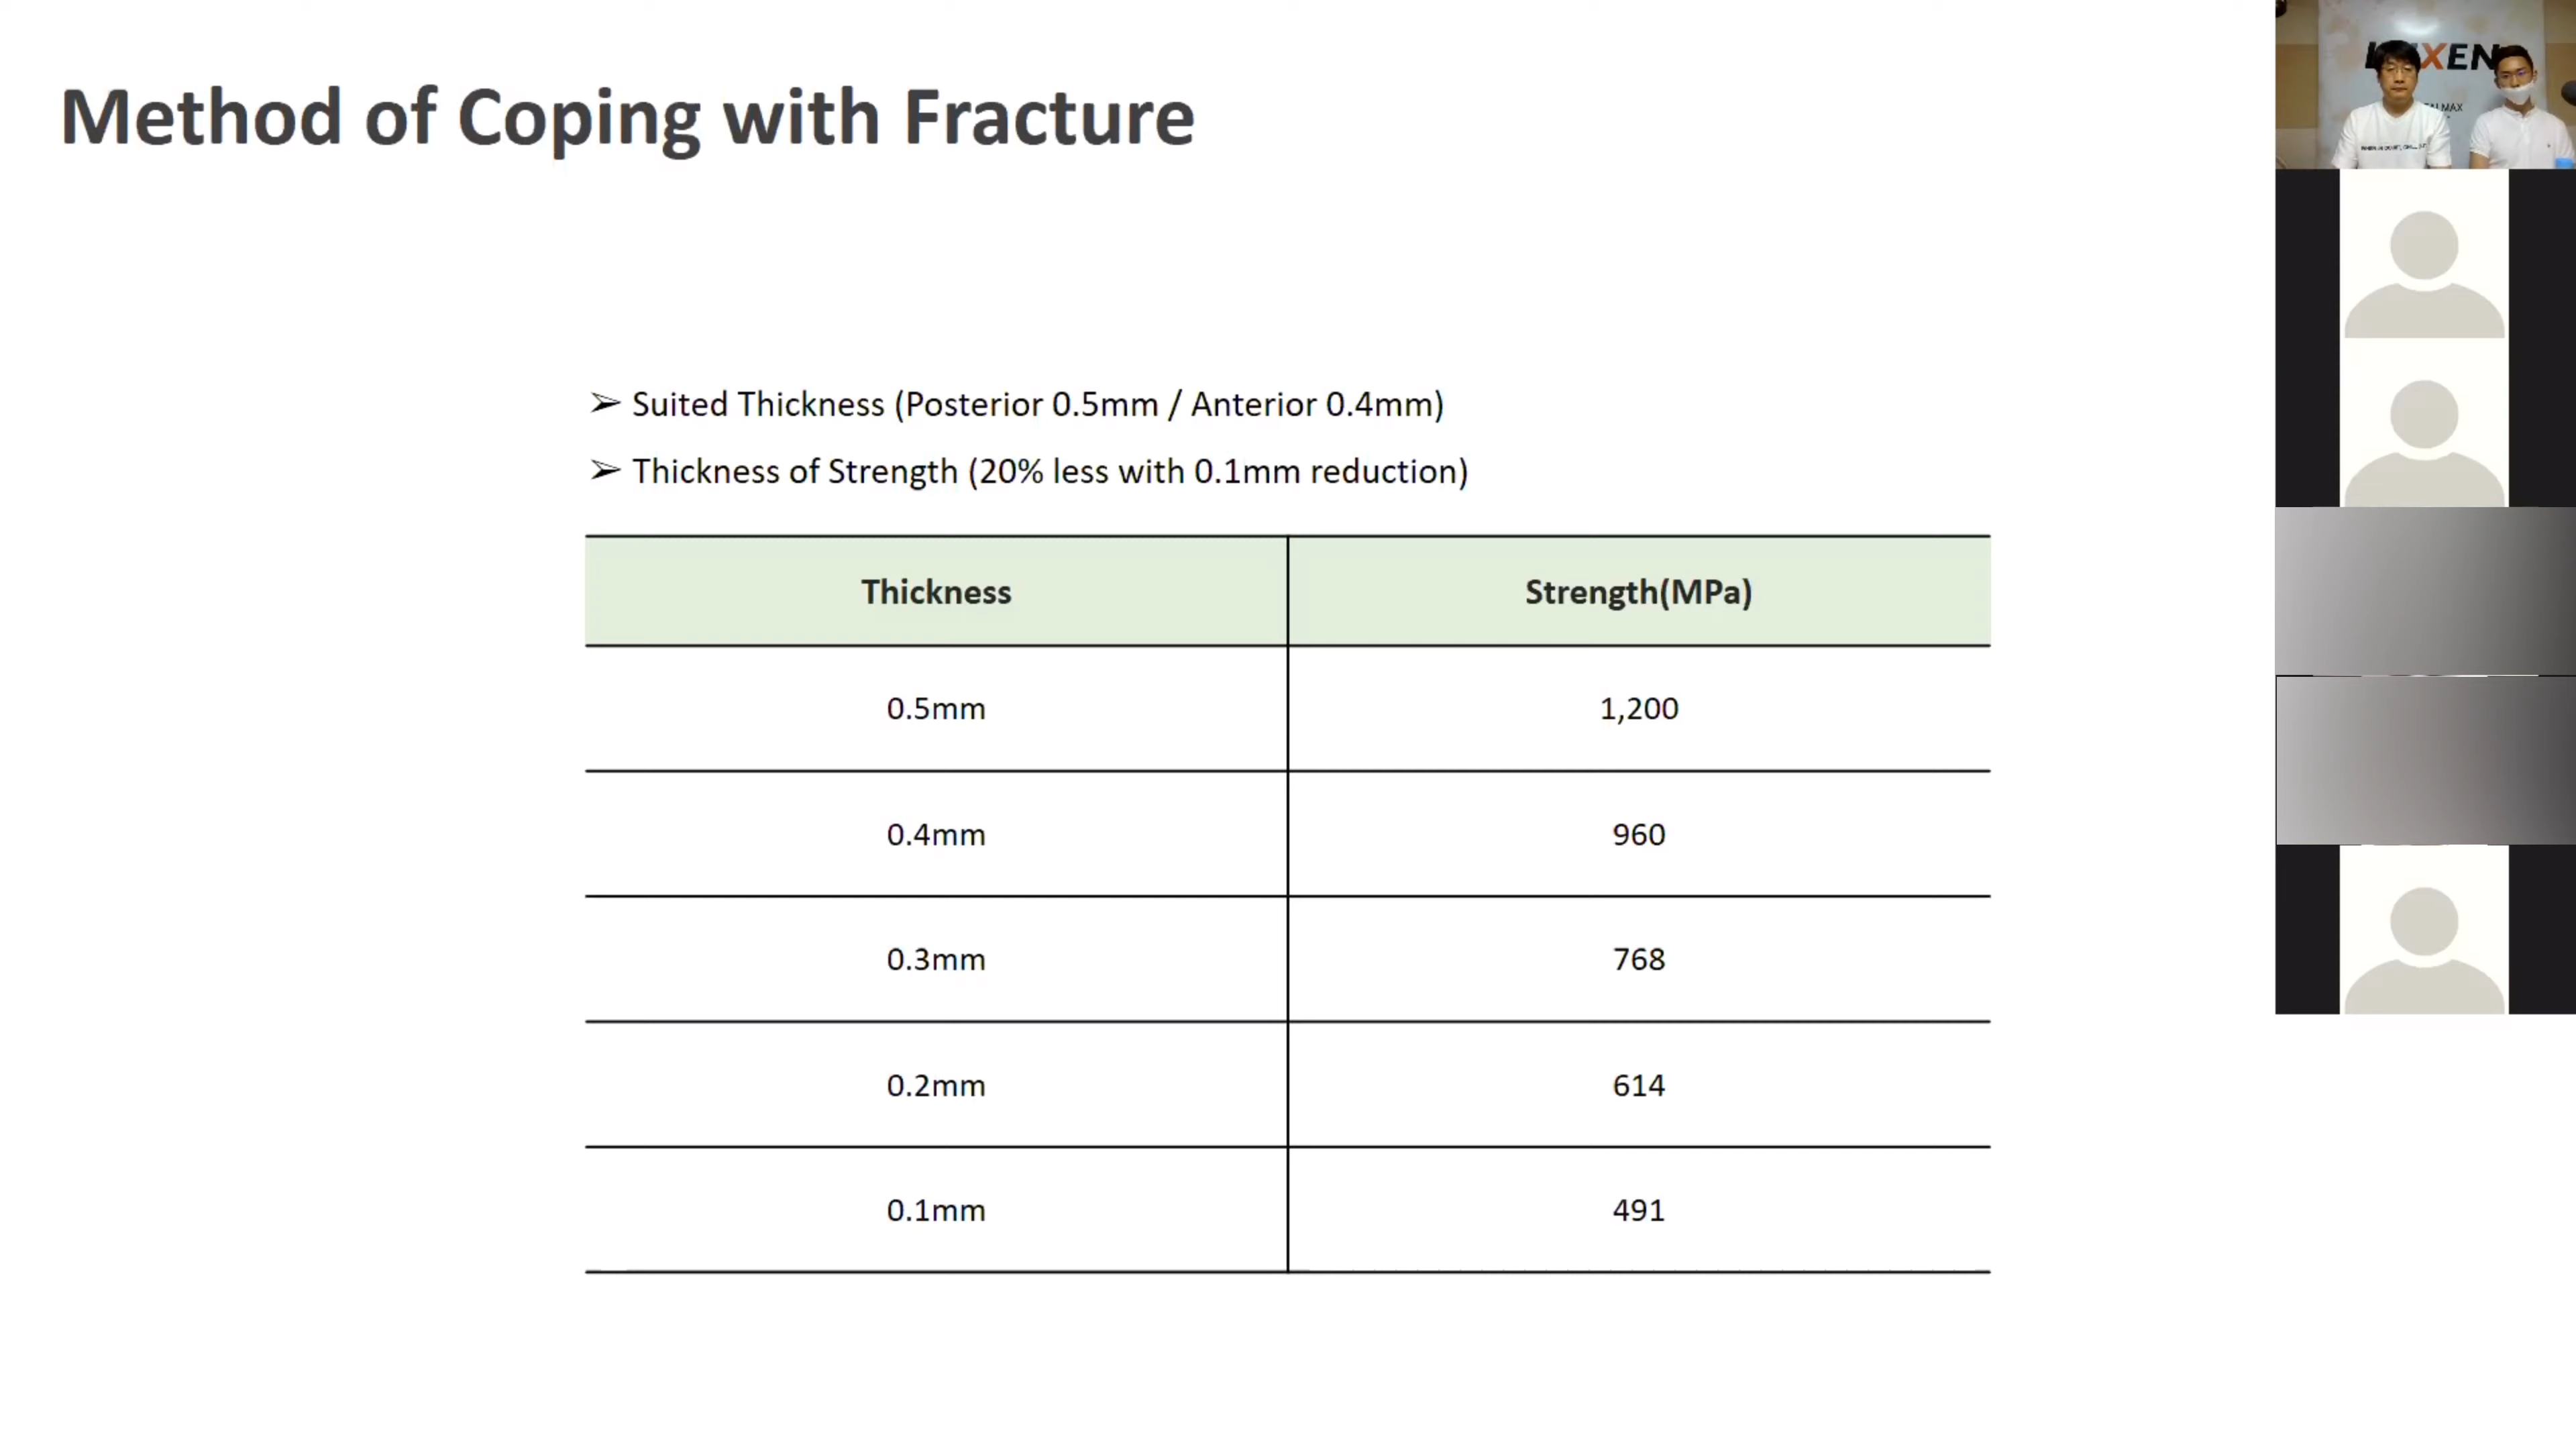 Method of Coping with Fracture
➢ Suited Thickness (Posterior 0.5mm / Anterior 0.4mm)
➢ Thickness of Strength (20% less with 0.1mm reduction)
Thickness Strength(MPa)
0.5mm 1,200
0.4mm 960
0.3mm 768
0.2mm 614
0.1mm 491